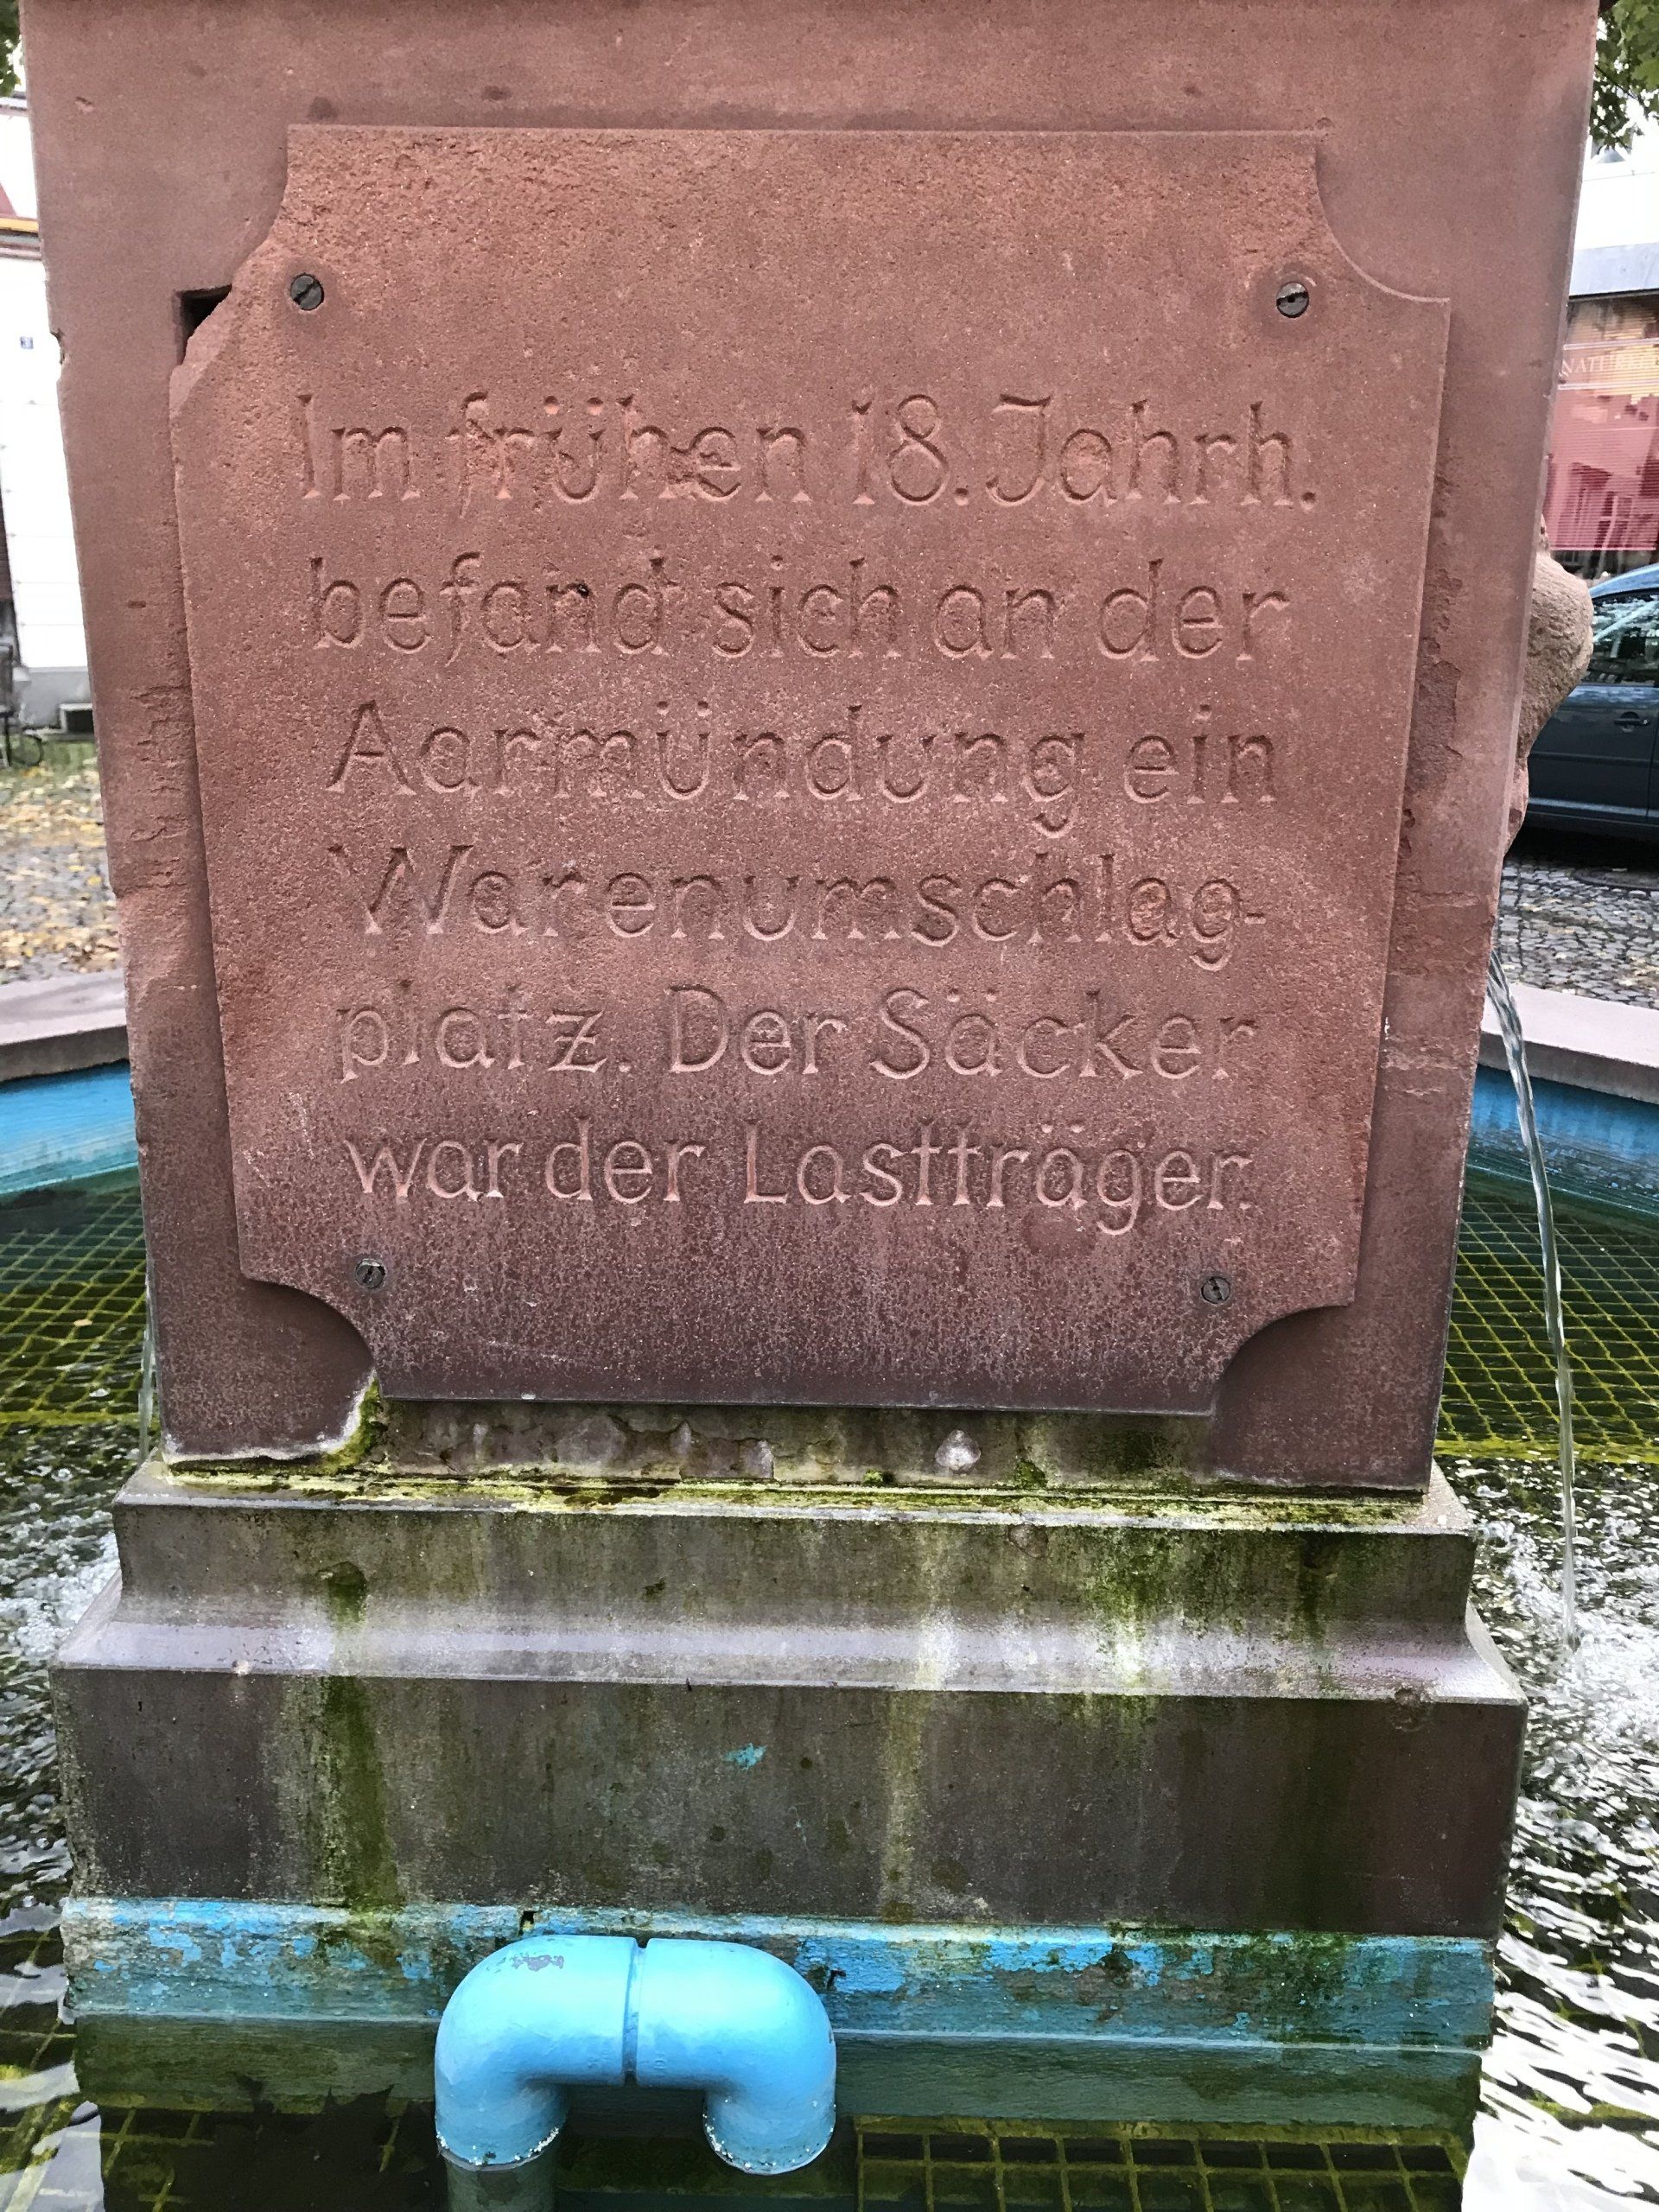 Im frühen 18. Jahrh.
befand sich an der
Aarmündung ein
Warenumschlag-
platz. Der Säcker
war der Lastträger.